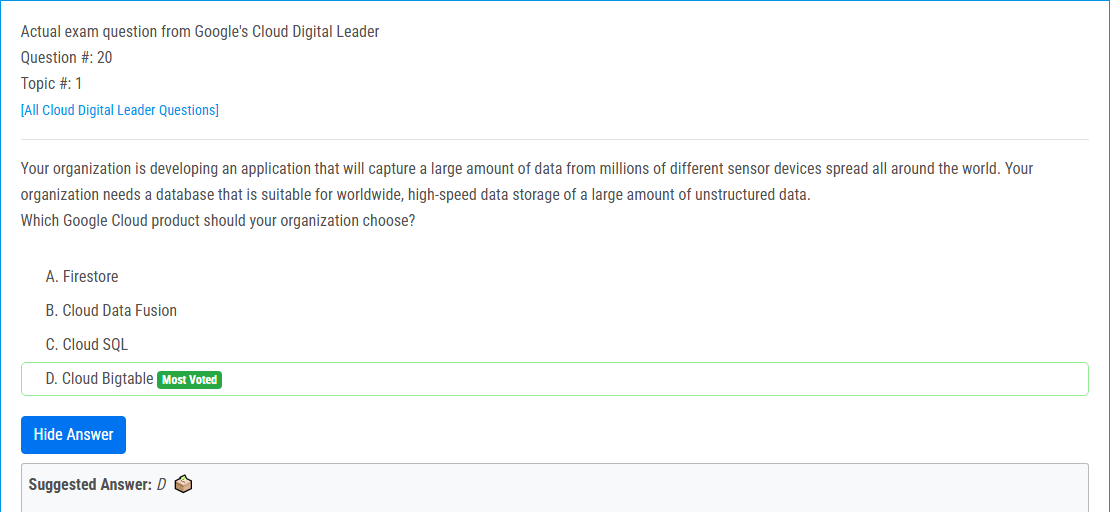 Actual exam question from Google's Cloud Digital Leader
Question #: 20
Topic #: 1
[All Cloud Digital Leader Questions]
Your organization is developing an application that will capture a large amount of data from millions of different sensor devices spread all around the world. Your
organization needs a database that is suitable for worldwide, high-speed data storage of a large amount of unstructured data.
Which Google Cloud product should your organization choose?
A. Firestore
B. Cloud Data Fusion
C. Cloud SQL
D. Cloud Bigtable Most Voted
Hide Answer
Suggested Answer: D